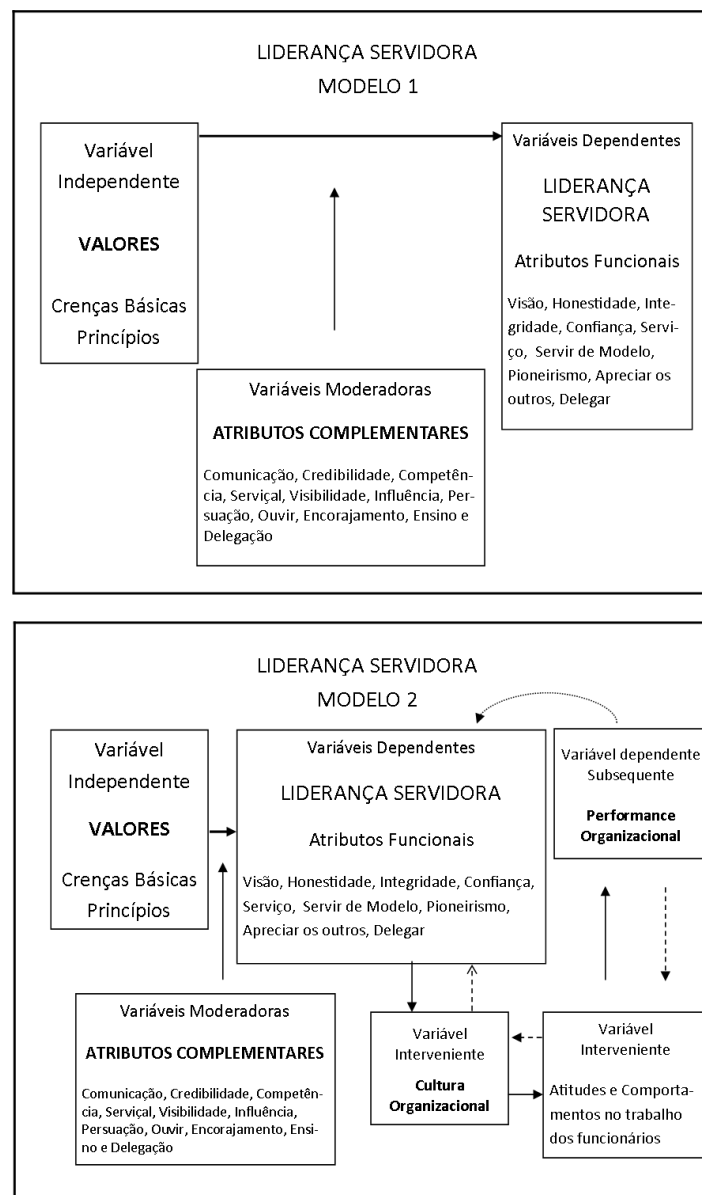 LIDERANÇA SERVIDORA
MODELO 1
Variável
Independente
VALORES
Crenças Básicas
Princípios
Variáveis Moderadoras
ATRIBUTOS COMPLEMENTARES
Comunicação, Credibilidade, Competên-
cia, Serviçal, Visibilidade, Influência, Per-
suação, Ouvir, Encorajamento, Ensino e
Delegação
Variáveis Dependentes
LIDERANÇA
SERVIDORA
Atributos Funcionais
Visão, Honestidade, Inte-
gridade, Confiança, Servi-
ço, Servir de Modelo,
Pioneirismo, Apreciar os
outros, Delegar
LIDERANÇA SERVIDORA
MODELO 2
Variável
Independente
VALORES
Crenças Básicas
Princípios
Variáveis Dependentes
LIDERANÇA SERVIDORA
Atributos Funcionais
Visão, Honestidade, Integridade, Confiança,
Serviço, Servir de Modelo, Pioneirismo,
Apreciar os outros, Delegar
Variável dependente
Subsequente
Performance
Organizacional
Variáveis Moderadoras
ATRIBUTOS COMPLEMENTARES
Comunicação, Credibilidade, Competên-
cia, Serviçal, Visibilidade, Influência,
Persuação, Ouvir, Encorajamento, Ensi-
no e Delegação
Variável
Interveniente
Cultura
Organizacional
Variável
Interveniente
Atitudes e Comporta-
mentos no trabalho
dos funcionários